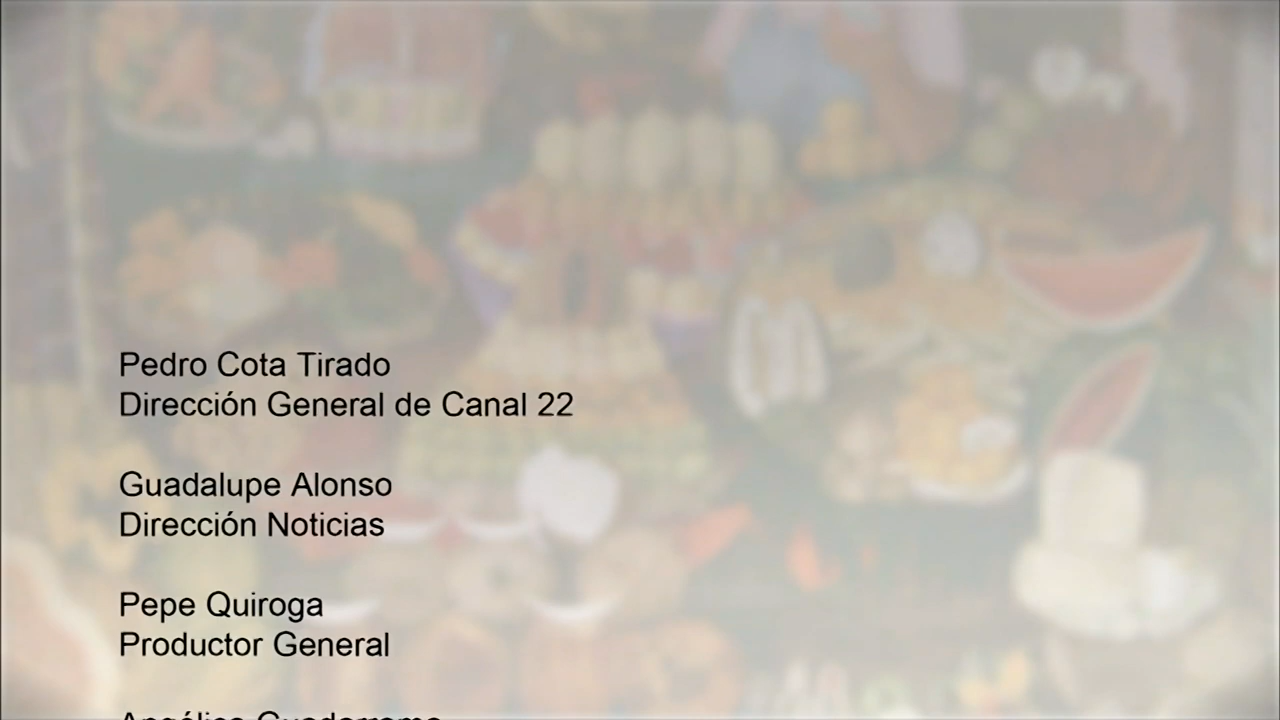 Pedro Cota Tirado
Dirección General de Canal 22
Guadalupe Alonso
Dirección Noticias
Pepe Quiroga
Productor General